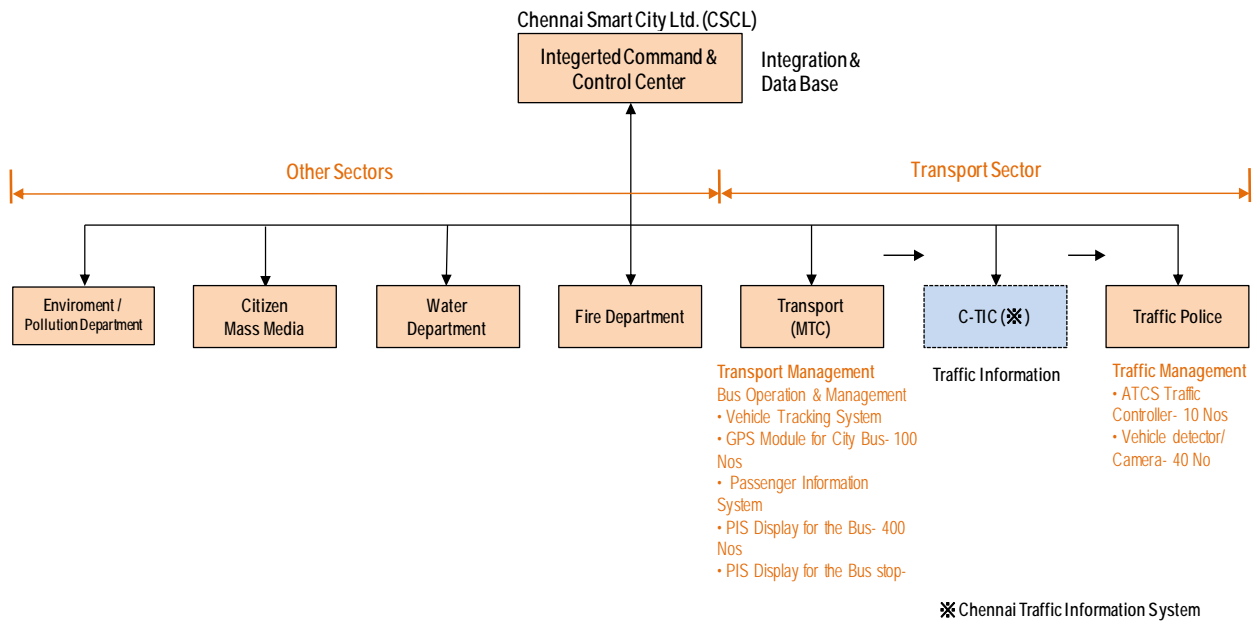 Chennai Smart City Ltd. (CSCL)
Integerted Command &
Control Center
Integration &
Data Base
Other Sectors
Transport Sector
Enviroment /
Pollution Department
Citizen
Mass Media
Water
Department
Fire Department
Transport
(MTC)
C-TIC (※)
Traffic Police
Transport Management
Bus Operation & Management
• Vehicle Tracking System
• GPS Module for City Bus- 100
Nos
• Passenger Information
System
• PIS Display for the Bus- 400
Nos
• PIS Display for the Bus stop-
Traffic Information
Traffic Management
• ATCS Traffic
Controller- 10 Nos
• Vehicle detector/
Camera- 40 No
※ Chennai Traffic Information System